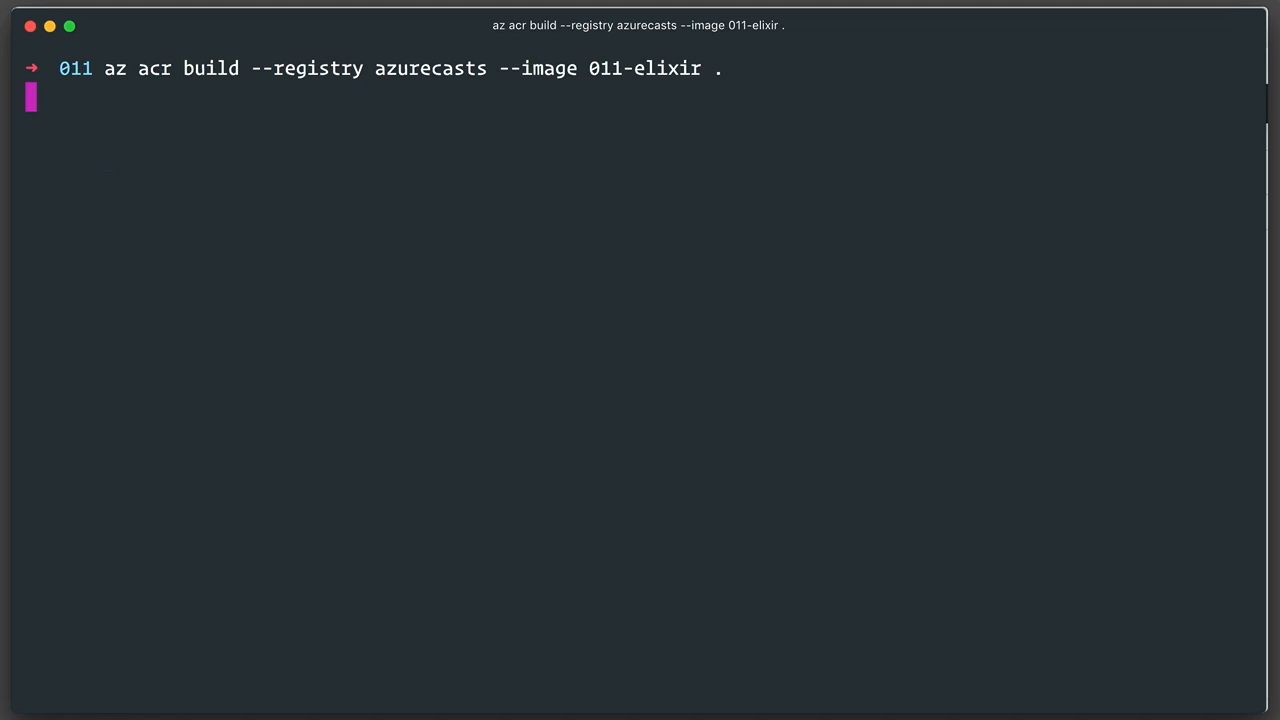 az acr build --registry azurecasts --image 011-elixir .
➜ 011 az acr build --registry azurecasts --image 011-elixir .